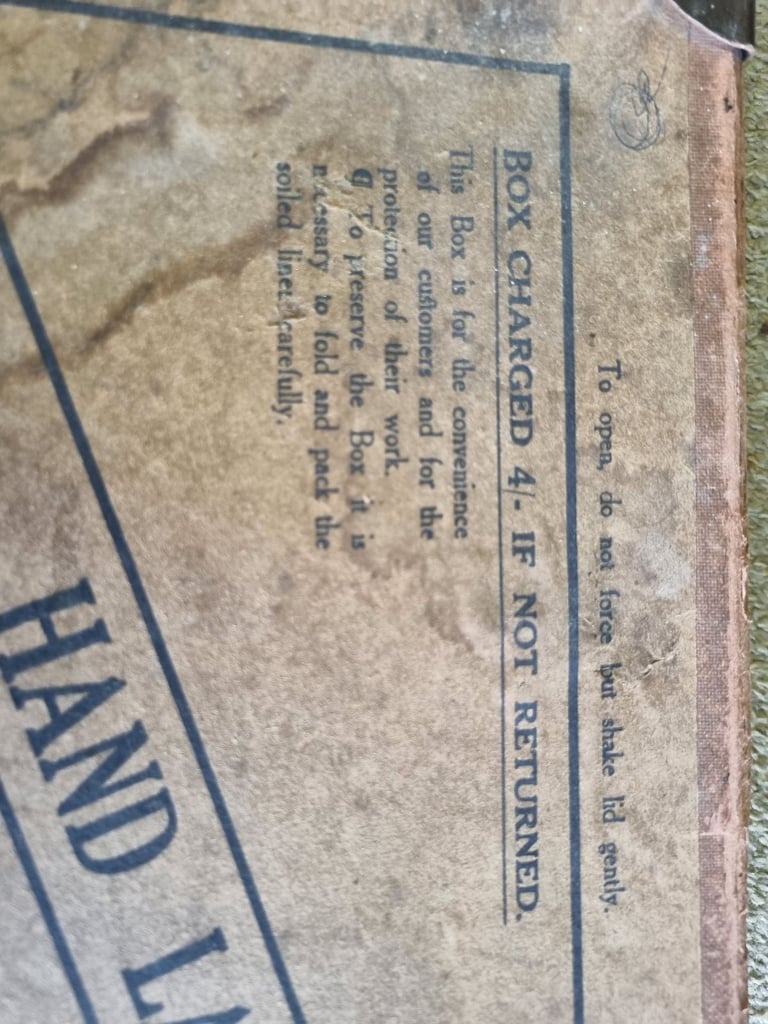 To open, do not force but shake lid gently.
BOX CHARGED 4/- IF NOT RETURNED.
This Box is for the convenience
of our customers and for the
protection of their work.
¶ To preserve the Box it is
necessary to fold and pack the
soiled linen carefully.
HAND